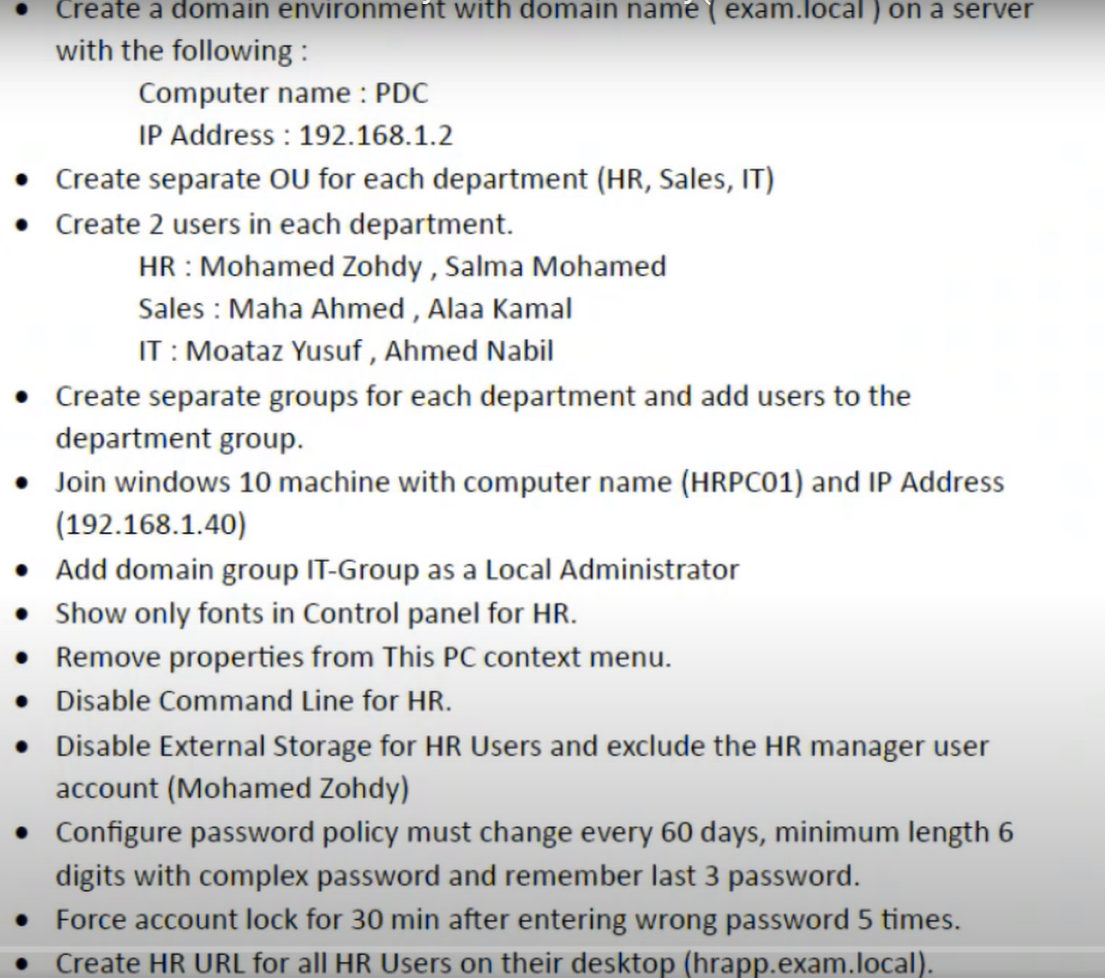 • Create a domain environment with domain name ( exam.local ) on a server
with the following :
Computer name : PDC
IP Address : 192.168.1.2
• Create separate OU for each department (HR, Sales, IT)
• Create 2 users in each department.
HR : Mohamed Zohdy , Salma Mohamed
Sales : Maha Ahmed , Alaa Kamal
IT : Moataz Yusuf , Ahmed Nabil
• Create separate groups for each department and add users to the
department group.
• Join windows 10 machine with computer name (HRPC01) and IP Address
(192.168.1.40)
• Add domain group IT-Group as a Local Administrator
• Show only fonts in Control panel for HR.
• Remove properties from This PC context menu.
• Disable Command Line for HR.
• Disable External Storage for HR Users and exclude the HR manager user
account (Mohamed Zohdy)
• Configure password policy must change every 60 days, minimum length 6
digits with complex password and remember last 3 password.
• Force account lock for 30 min after entering wrong password 5 times.
• Create HR URL for all HR Users on their desktop (hrapp.exam.local).